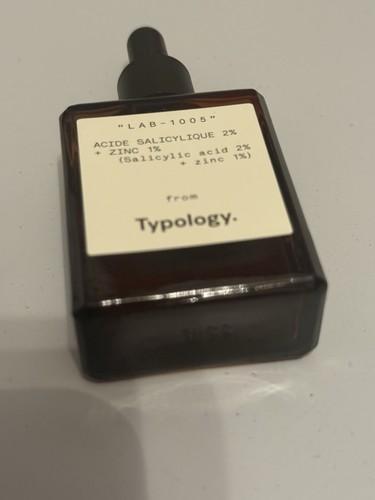 "LAB-1005"
ACIDE SALICYLIQUE 2%
+ ZINC 1%
(Salicylic acid 2%
+ zinc 1%)
from
Typology.